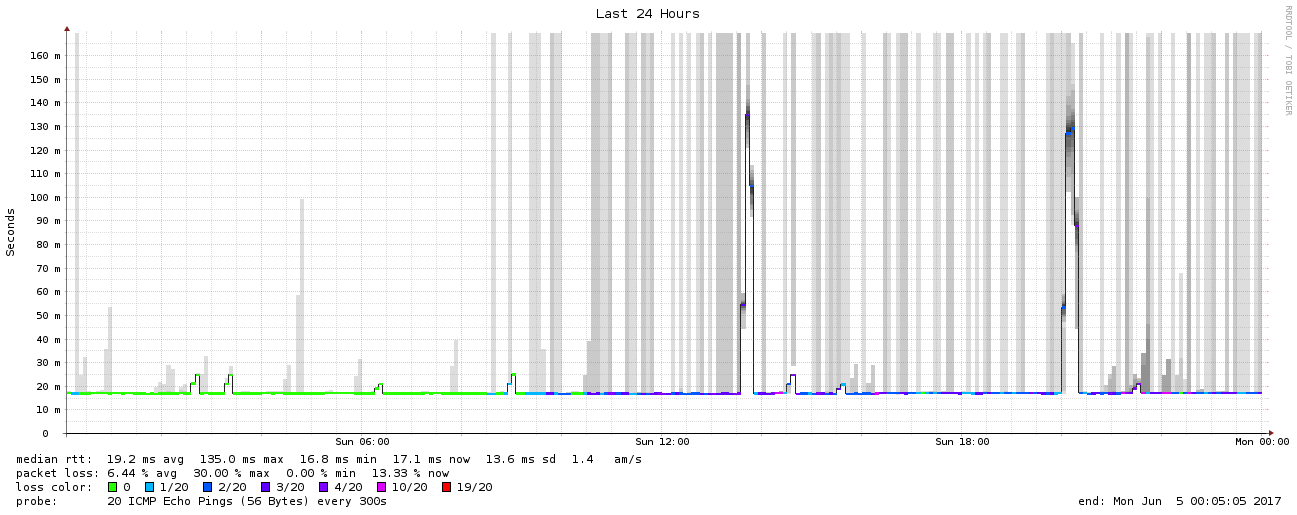 Last 24 Hours
RRDTOOL / TOBI OETIKER
Seconds
160 m
150 m
140 m
130 m
120 m
110 m
100 m
90 m
80 m
70 m
60 m
50 m
40 m
30 m
20 m
10 m
0
Sun 06:00 Sun 12:00 Sun 18:00 Mon 00:00
median rtt: 19.2 ms avg 135.0 ms max 16.8 ms min 17.1 ms now 13.6 ms sd 1.4 am/s
packet loss: 6.44 % avg 30.00 % max 0.00 % min 13.33 % now
loss color: 0 1/20 2/20 3/20 4/20 10/20 19/20
probe: 20 ICMP Echo Pings (56 Bytes) every 300s end: Mon Jun 5 00:05:05 2017